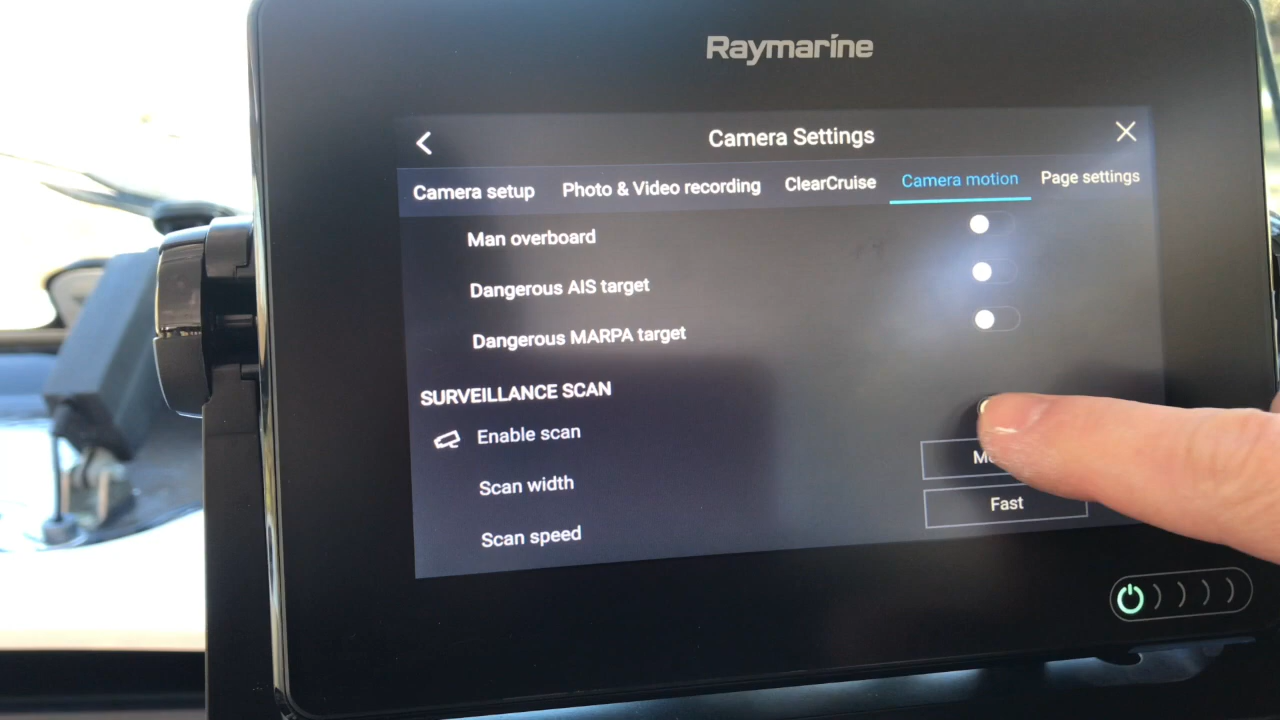 Raymarine
Camera Settings
Camera setup Photo & Video recording ClearCruise Camera motion Page settings
Man overboard
Dangerous AIS target
Dangerous MARPA target
SURVEILLANCE SCAN
Enable scan
Scan width
Scan speed Fast